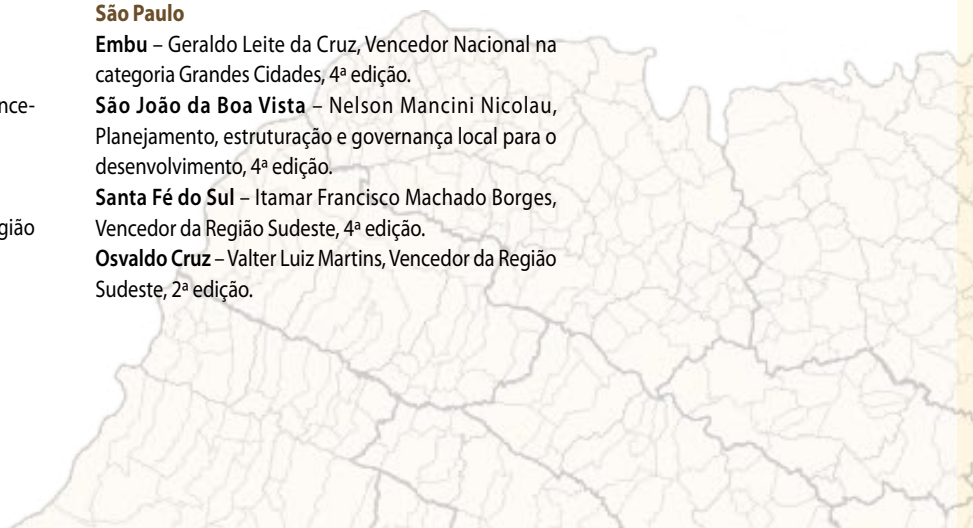 São Paulo
Embu – Geraldo Leite da Cruz, Vencedor Nacional na
categoria Grandes Cidades, 4ª edição.
São João da Boa Vista – Nelson Mancini Nicolau,
Planejamento, estruturação e governança local para o
desenvolvimento, 4ª edição.
Santa Fé do Sul – Itamar Francisco Machado Borges,
Vencedor da Região Sudeste, 4ª edição.
Osvaldo Cruz – Valter Luiz Martins, Vencedor da Região
Sudeste, 2ª edição.
nce-
gião